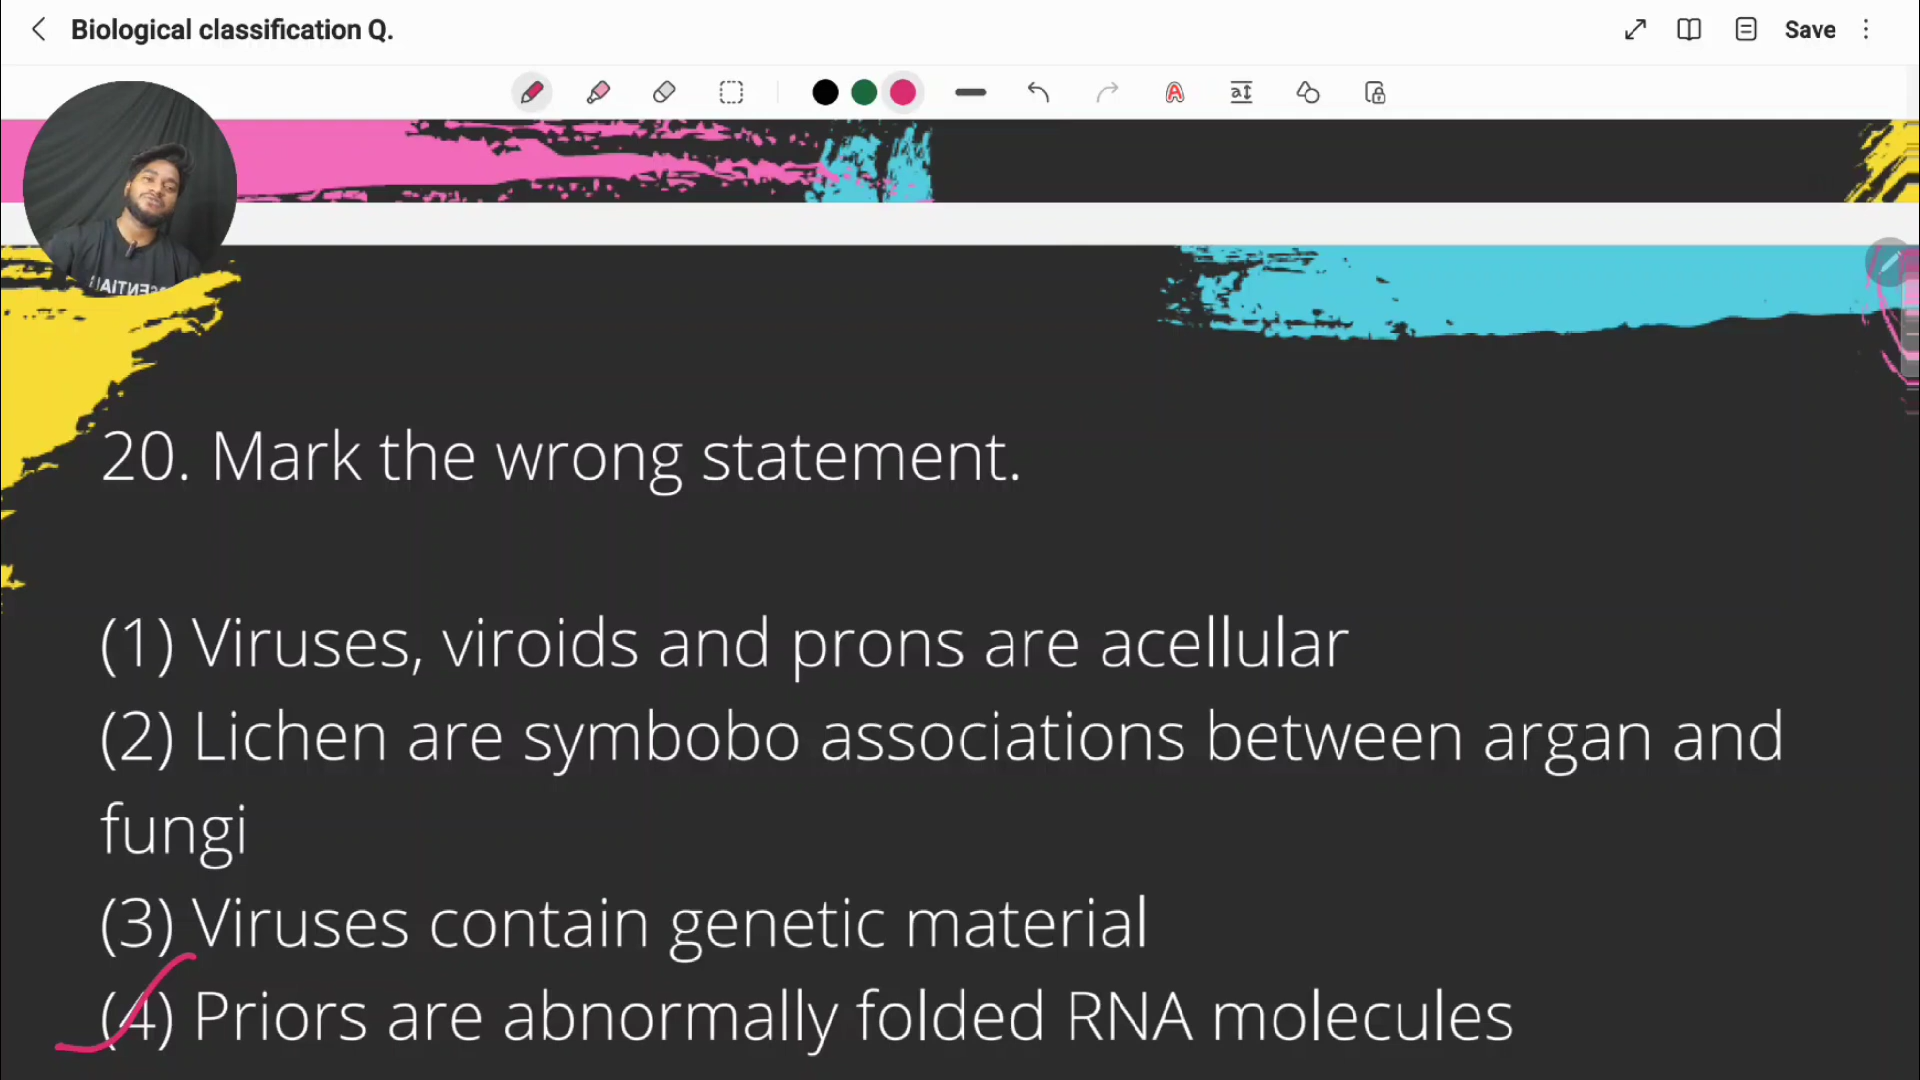 Biological classification Q.
Save
20. Mark the wrong statement.
(1) Viruses, viroids and prons are acellular
(2) Lichen are symbobo associations between argan and
fungi
(3) Viruses contain genetic material
(4) Priors are abnormally folded RNA molecules